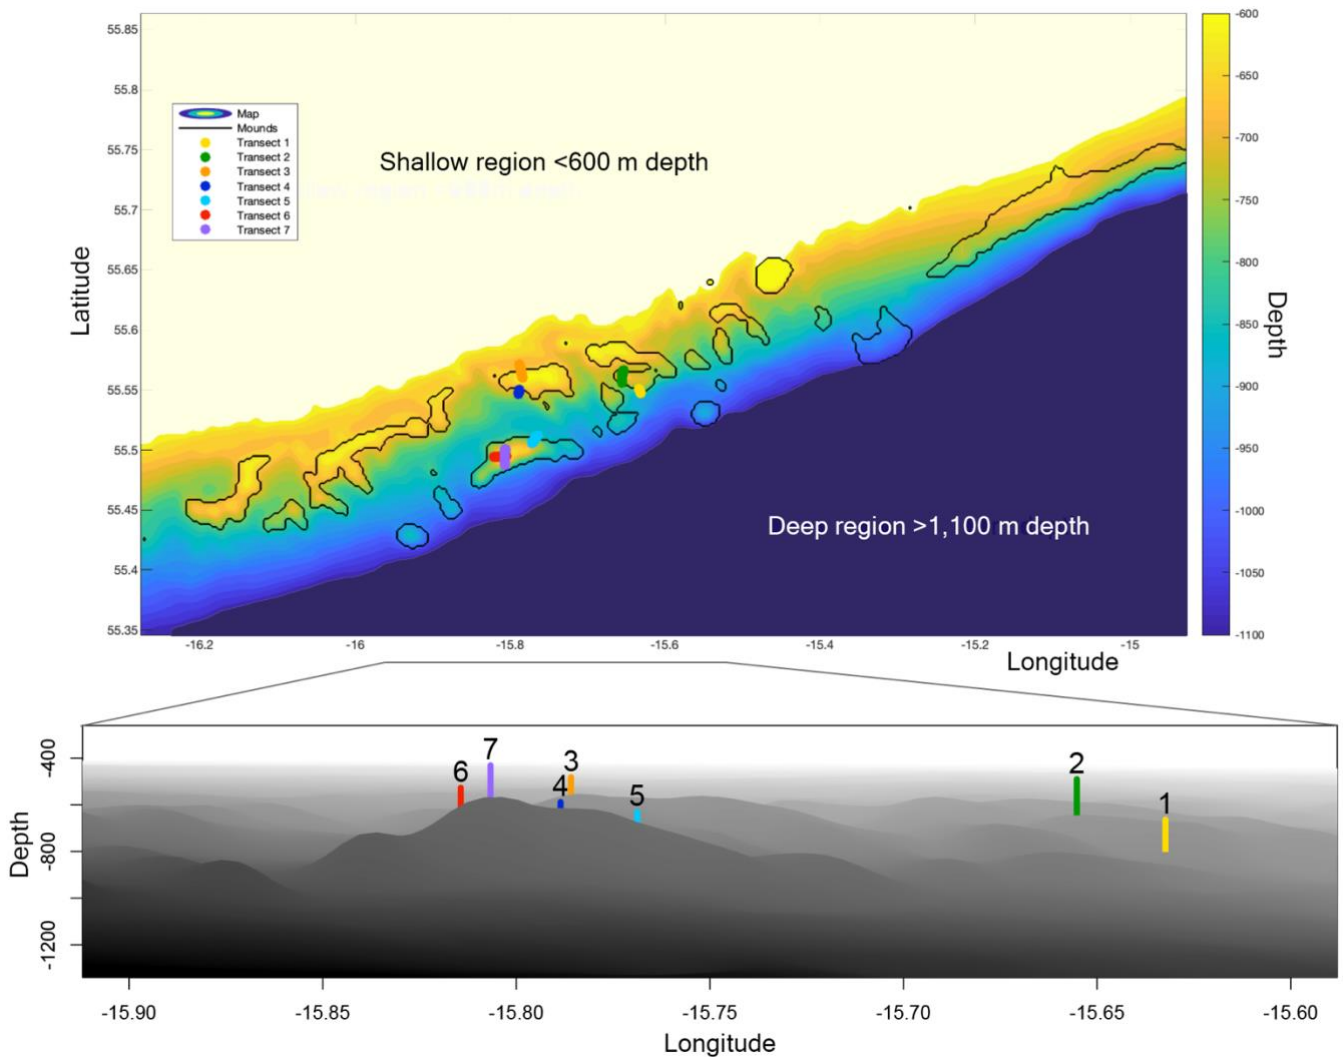 55.85
55.8
55.75
55.7
55.65
55.6
55.55
55.5
55.45
55.4
55.35
Latitude
Map
Mounds
Transect 1
Transect 2
Transect 3
Transect 4
Transect 5
Transect 6
Transect 7
Shallow region <600 m depth
Deep region >1,100 m depth
-16.2 -16 -15.8 -15.6 -15.4 -15.2 -15
Longitude
-600
-650
-700
-750
-800
-850
-900
-950
-1000
-1050
-1100
Depth
-400
-800
-1200
Depth
6 7 4 3 5 2 1
-15.90 -15.85 -15.80 -15.75 -15.70 -15.65 -15.60
Longitude